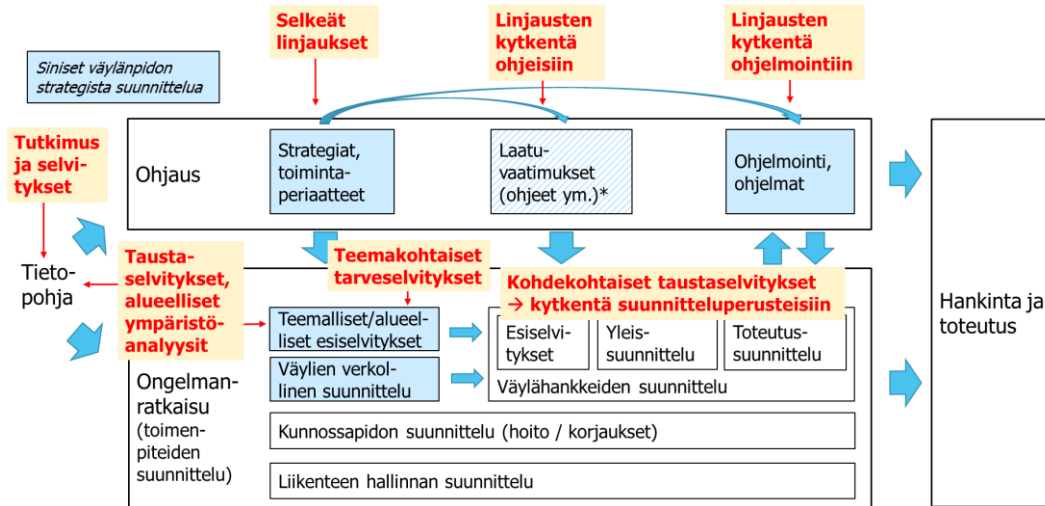 Selkeät
linjaukset
Linjausten
kytkentä
ohjeisiin
Linjausten
kytkentä
ohjelmointiin
Siniset väylänpidon
strategista suunnittelua
Tutkimus
ja selvi-
tykset
Ohjaus
Strategiat,
toiminta-
periaatteet
Laatu-
vaatimukset
(ohjeet ym.)*
Ohjelmointi,
ohjelmat
Tieto-
pohja
Tausta-
selvitykset,
alueelliset
ympäristö-
analyysit
Teemakohtaiset
tarveselvitykset
Kohdekohtaiset taustaselvitykset
→ kytkentä suunnitteluperusteisiin
Hankinta ja
toteutus
Teemalliset/alueel-
liset esiselvitykset
Esiselvi-
tykset
Yleis-
suunnittelu
Toteutus-
suunnittelu
Väylien verkol-
linen suunnittelu
Väylähankkeiden suunnittelu
Ongelman-
ratkaisu
(toimen-
piteiden
suunnittelu)
Kunnossapidon suunnittelu (hoito / korjaukset)
Liikenteen hallinnan suunnittelu